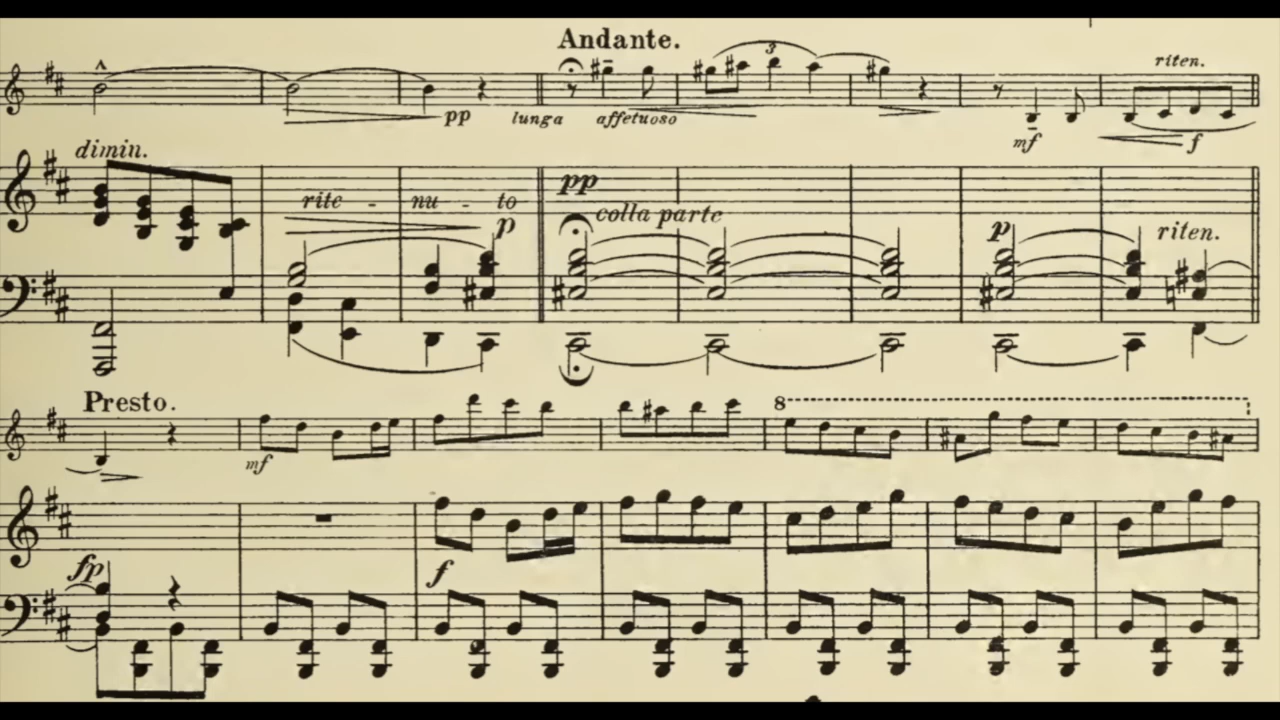 Andante.
3
riten.
pp lunga affetuoso
mf f
dimin.
rite - nu - to
p
pp
colla parte
p riten.
Presto.
8
mf
fp
f